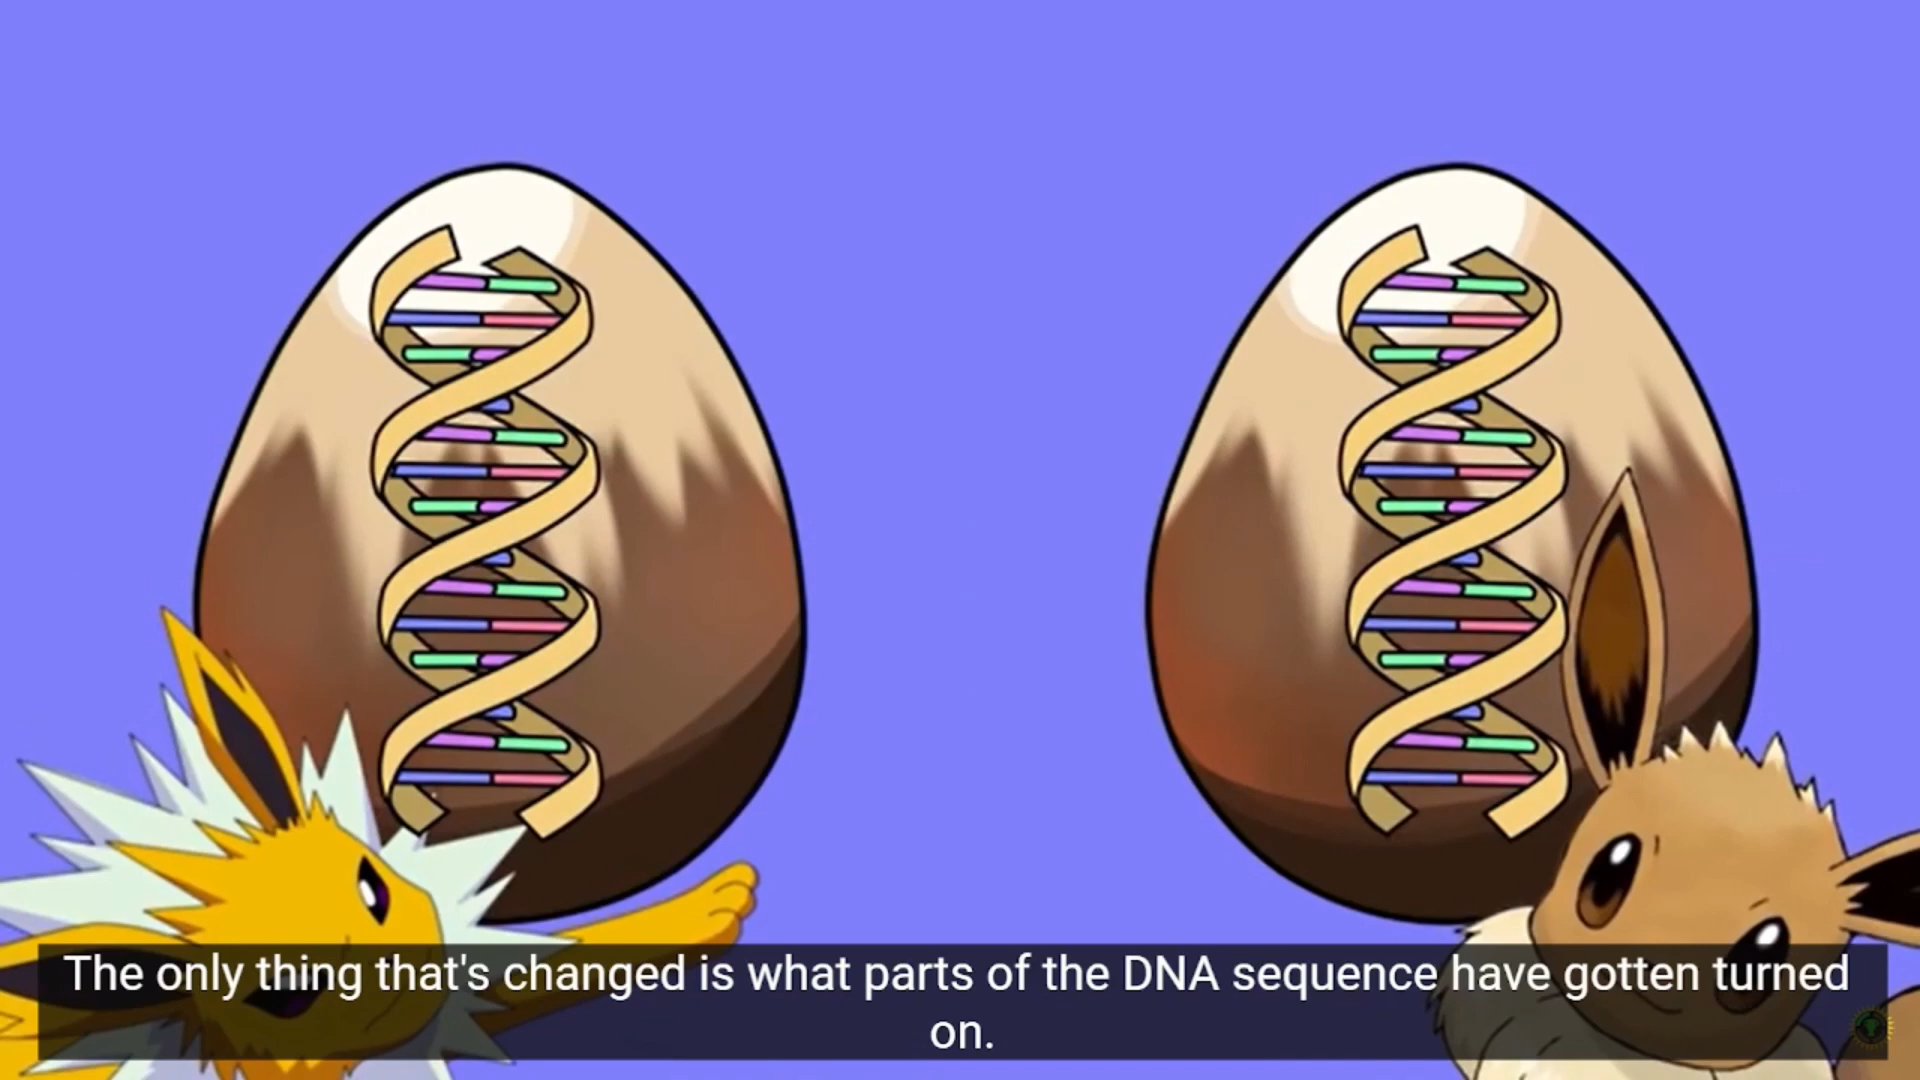 The only thing that's changed is what parts of the DNA sequence have gotten turned
on.